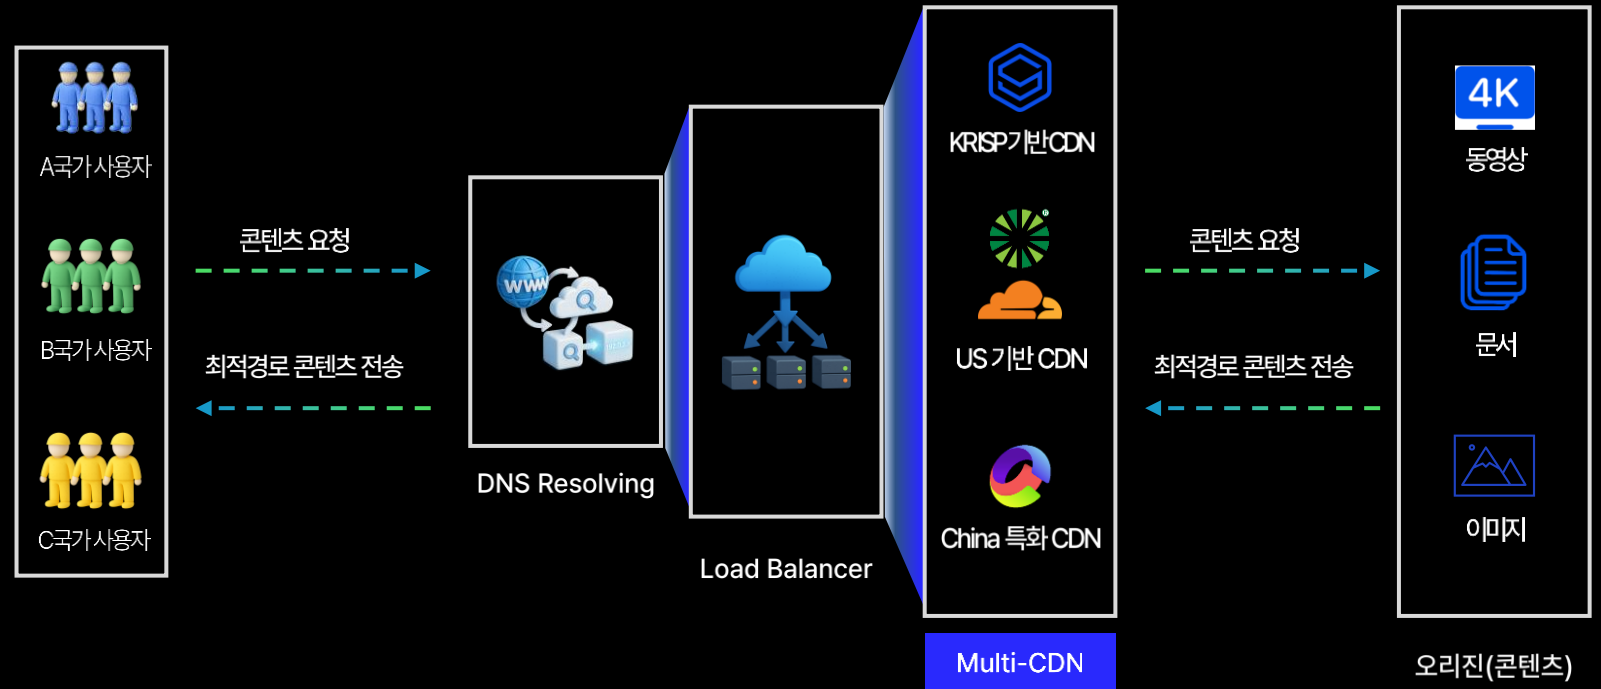 A국가 사용자
B국가 사용자
C국가 사용자
콘텐츠 요청
최적경로 콘텐츠 전송
WWW
DNS Resolving
Load Balancer
KRISP기반CDN
US 기반 CDN
China 특화 CDN
Multi-CDN
콘텐츠 요청
최적경로 콘텐츠 전송
4K
동영상
문서
이미지
오리진(콘텐츠)